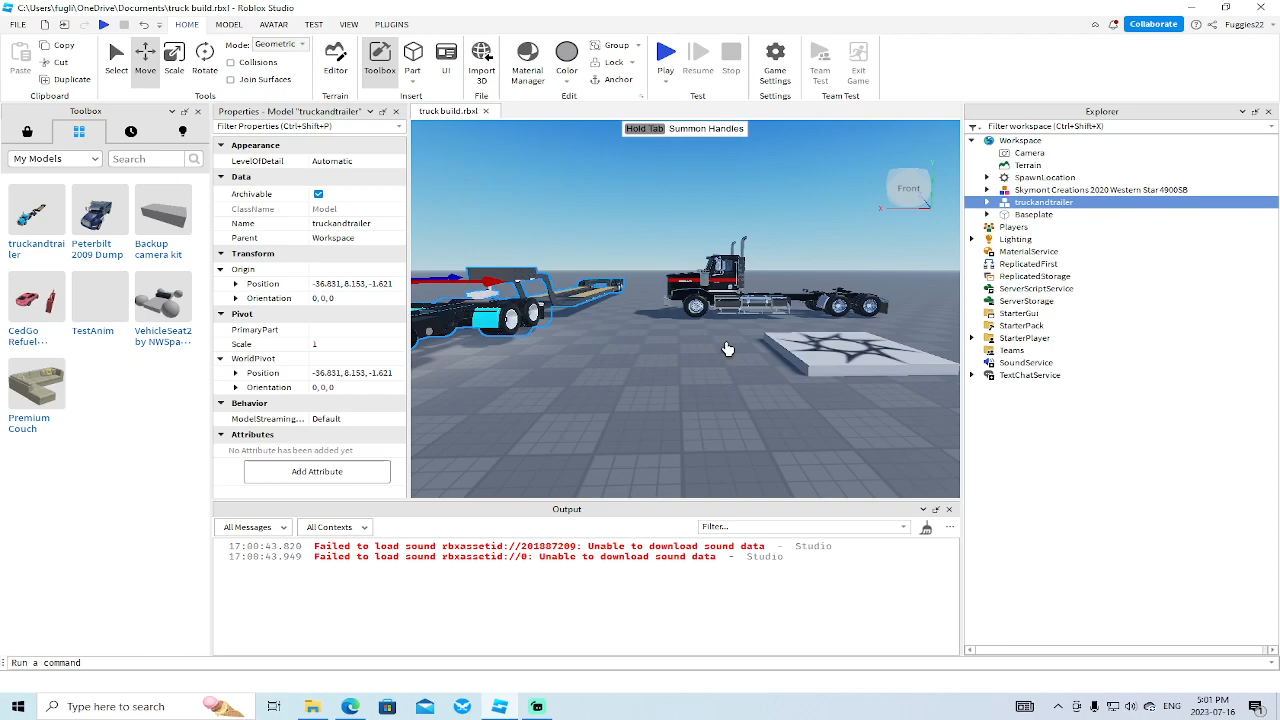 C:\Users\fugli\OneDrive\Documents\truck build.rbxl - Roblox Studio
FILE HOME MODEL AVATAR TEST VIEW PLUGINS Collaborate Fuggles22
Paste Copy Cut Duplicate Select Move Scale Rotate Mode: Geometric Collisions Join Surfaces Editor Toolbox Part UI Import 3D Material Manager Color Group Lock Anchor Play Resume Stop Game Settings Team Test Exit Game
Clipboard Tools Terrain Insert File Edit Test Settings Team Test
Toolbox
My Models Search
truckandtrai
ler
Peterbilt
2009 Dump
Backup
camera kit
CedGo
Refuel...
TestAnim
VehicleSeat2
by NWSpa...
Premium
Couch
Properties - Model "truckandtrailer"
Filter Properties (Ctrl+Shift+P)
Appearance
LevelOfDetail Automatic
Data
Archivable
ClassName Model
Name truckandtrailer
Parent Workspace
Transform
Origin
Position -36.831, 8.153, -1.621
Orientation 0, 0, 0
Pivot
PrimaryPart
Scale 1
WorldPivot
Position -36.831, 8.153, -1.621
Orientation 0, 0, 0
Behavior
ModelStreaming... Default
Attributes
No Attribute has been added yet
Add Attribute
truck build.rbxl
Hold Tab Summon Handles
Front
X
Y
Explorer
Filter workspace (Ctrl+Shift+X)
Workspace
Camera
Terrain
SpawnLocation
Skymont Creations 2020 Western Star 4900SB
truckandtrailer
Baseplate
Players
Lighting
MaterialService
ReplicatedFirst
ReplicatedStorage
ServerScriptService
ServerStorage
StarterGui
StarterPack
StarterPlayer
Teams
SoundService
TextChatService
Output
All Messages All Contexts Filter...
17:00:43.820 Failed to load sound rbxassetid://201887209: Unable to download sound data - Studio
17:00:43.949 Failed to load sound rbxassetid://0: Unable to download sound data - Studio
Run a command
Type here to search
ENG
5:01 PM
2023-07-16